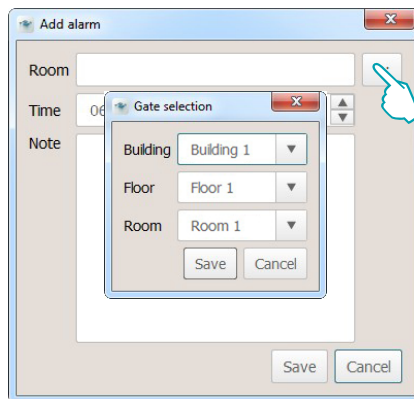 Add alarm
Room
Time 06
Gate selection
Note
Building Building 1
Floor Floor 1
Room Room 1
Save Cancel
Save Cancel